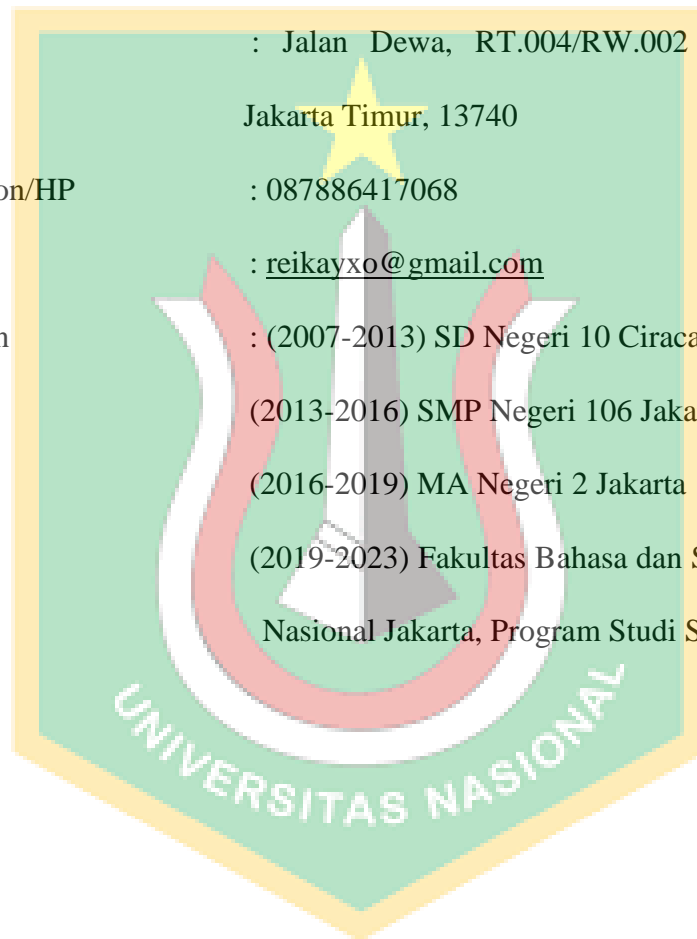 : Jalan Dewa, RT.004/RW.002
Jakarta Timur, 13740
on/HP : 087886417068
: reikayxo@gmail.com
n : (2007-2013) SD Negeri 10 Ciraca
(2013-2016) SMP Negeri 106 Jaka
(2016-2019) MA Negeri 2 Jakarta
(2019-2023) Fakultas Bahasa dan S
Nasional Jakarta, Program Studi S
UNIVERSITAS NASIONAL